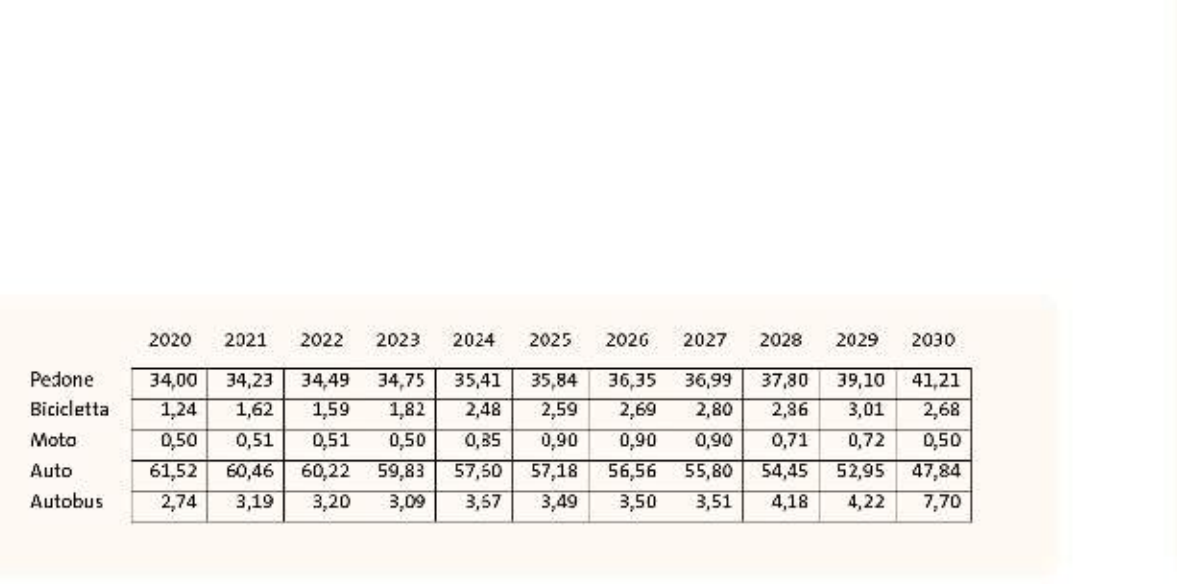 2020 2021 2022 2023 2024 2025 2026 2027 2028 2029 2030
Pedone 34,00 34,23 34,49 34,75 35,41 35,84 36,35 36,99 37,80 39,10 41,21
Bicicletta 1,24 1,62 1,59 1,82 2,48 2,59 2,69 2,80 2,86 3,01 2,68
Moto 0,50 0,51 0,51 0,50 0,85 0,90 0,90 0,90 0,71 0,72 0,50
Auto 61,52 60,46 60,22 59,83 57,60 57,18 56,56 55,80 54,45 52,95 47,84
Autobus 2,74 3,19 3,20 3,09 3,67 3,49 3,50 3,51 4,18 4,22 7,70